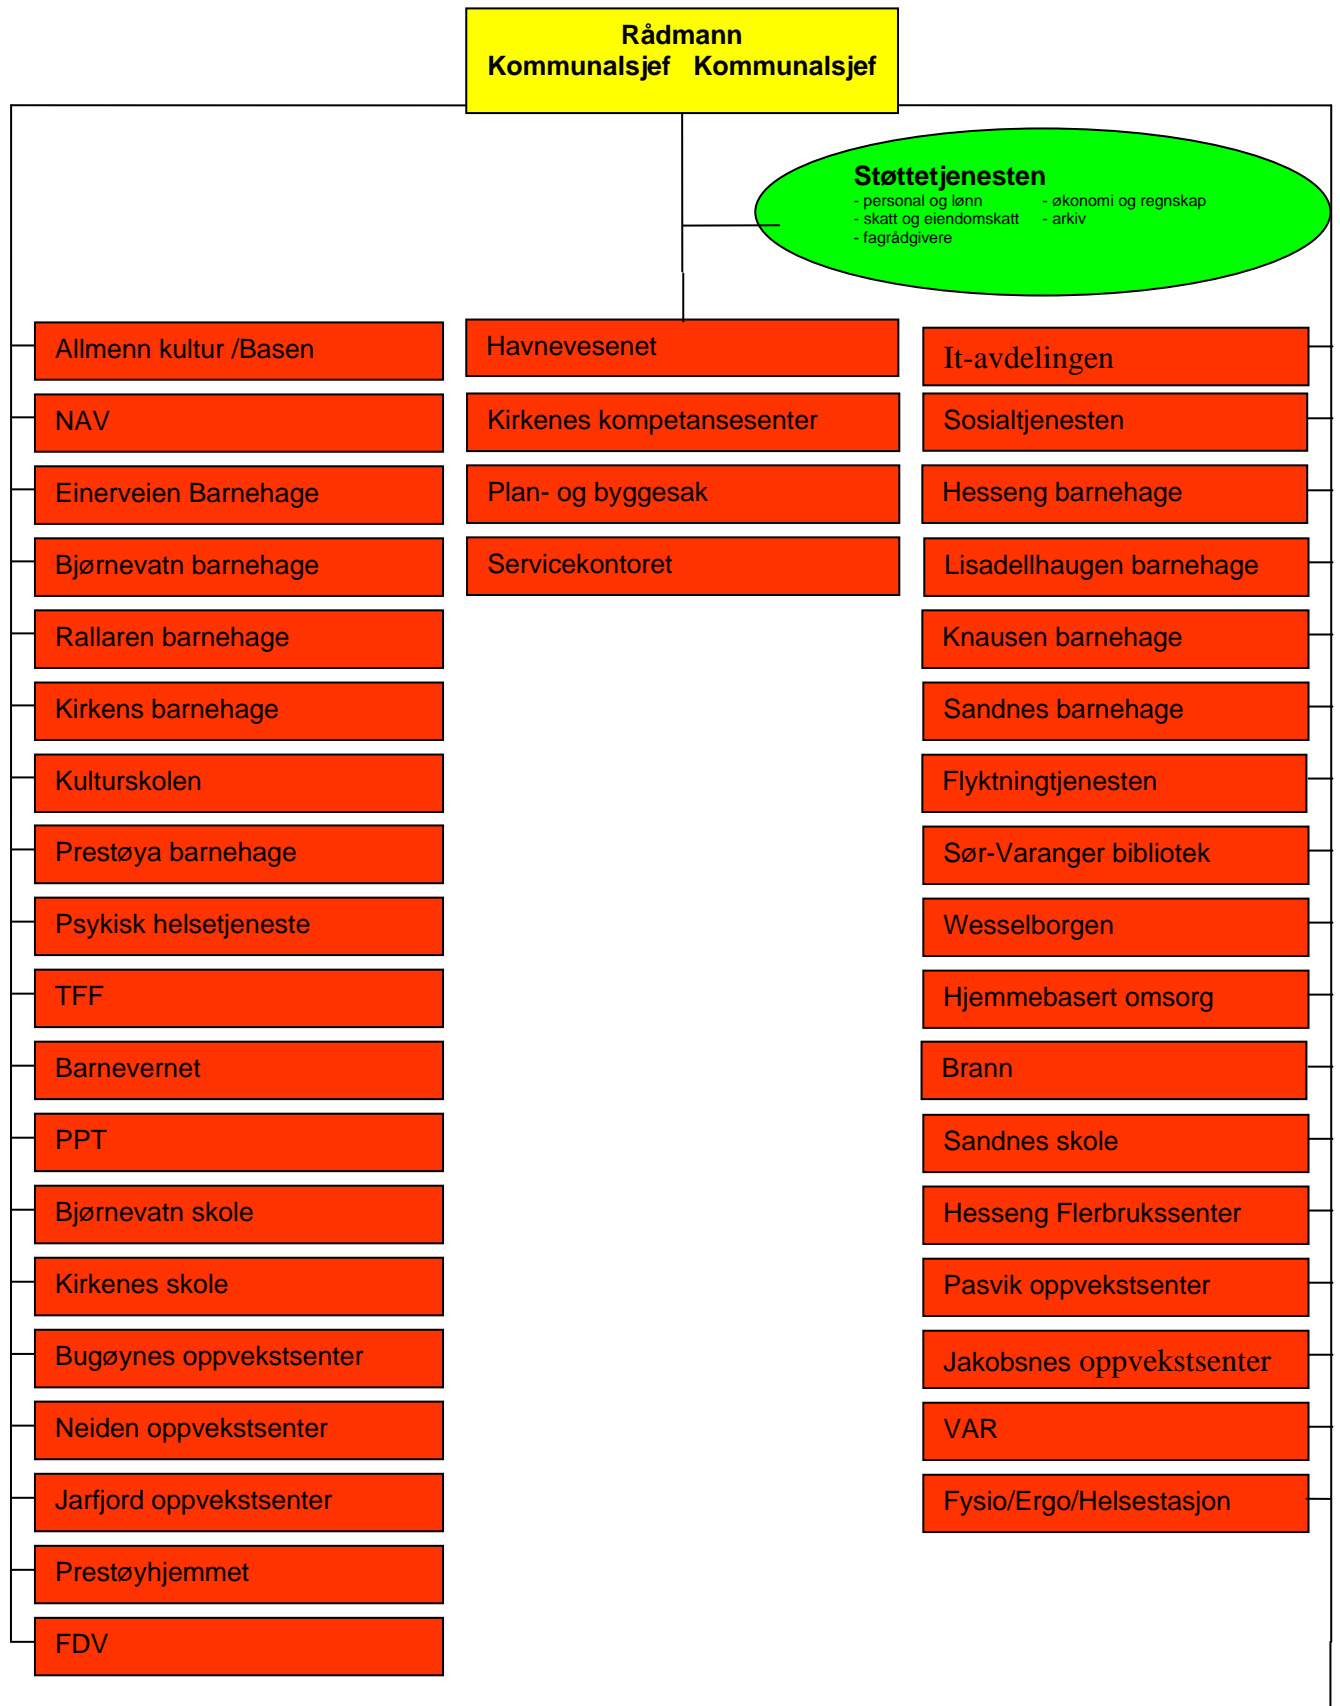 Rådmann
Kommunalsjef   Kommunalsjef
Støttetjenesten
- personal og lønn   - økonomi og regnskap
- skatt og eiendomskatt   - arkiv
- fagrådgivere
Allmenn kultur /Basen
NAV
Einerveien Barnehage
Bjørnevatn barnehage
Rallaren barnehage
Kirkens barnehage
Kulturskolen
Prestøya barnehage
Psykisk helsetjeneste
TFF
Barnevernet
PPT
Bjørnevatn skole
Kirkenes skole
Bugøynes oppvekstsenter
Neiden oppvekstsenter
Jarfjord oppvekstsenter
Prestøyhjemmet
FDV
Havnevesenet
Kirkenes kompetansesenter
Plan- og byggesak
Servicekontoret
It-avdelingen
Sosialtjenesten
Hesseng barnehage
Lisadellhaugen barnehage
Knausen barnehage
Sandnes barnehage
Flyktningtjenesten
Sør-Varanger bibliotek
Wesselborgen
Hjemmebasert omsorg
Brann
Sandnes skole
Hesseng Flerbrukssenter
Pasvik oppvekstsenter
Jakobsnes oppvekstsenter
VAR
Fysio/Ergo/Helsestasjon